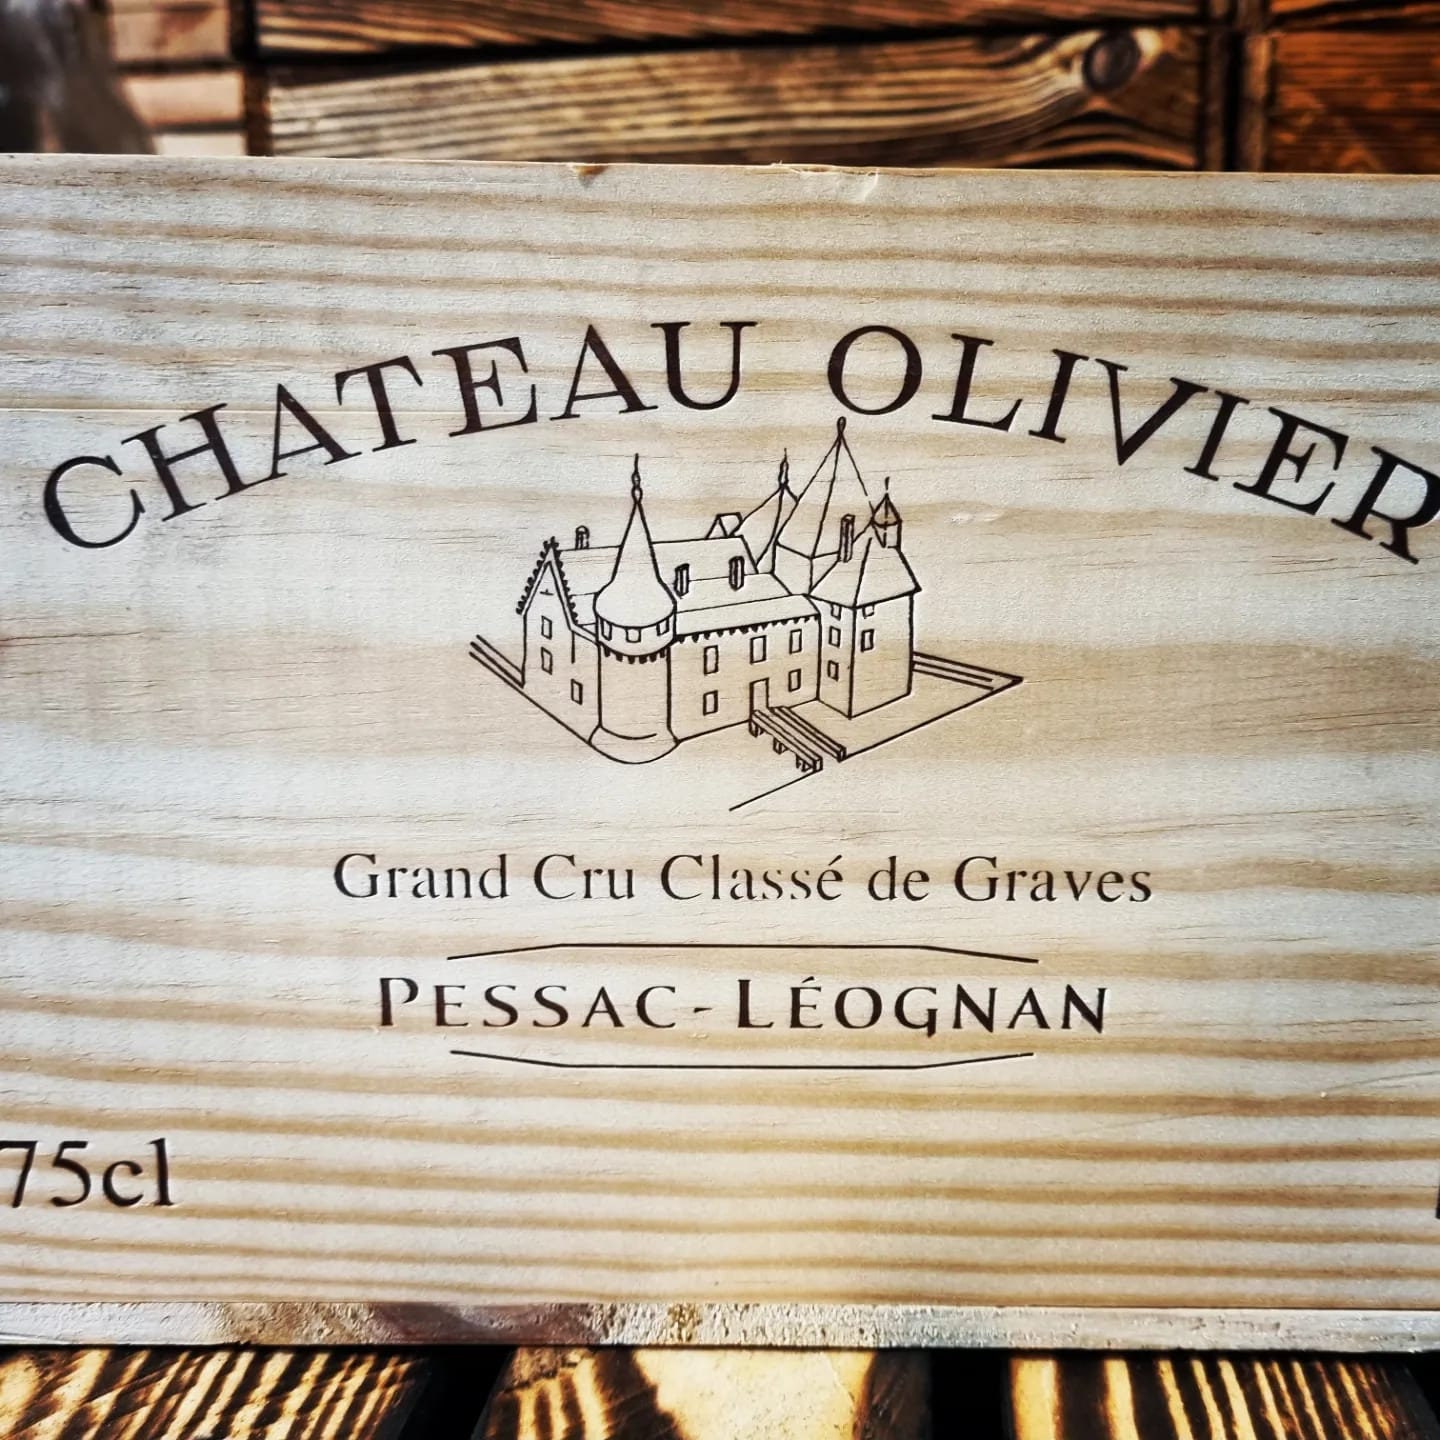 CHATEAU OLIVIER
Grand Cru Classé de Graves
PESSAC-LÉOGNAN
75cl